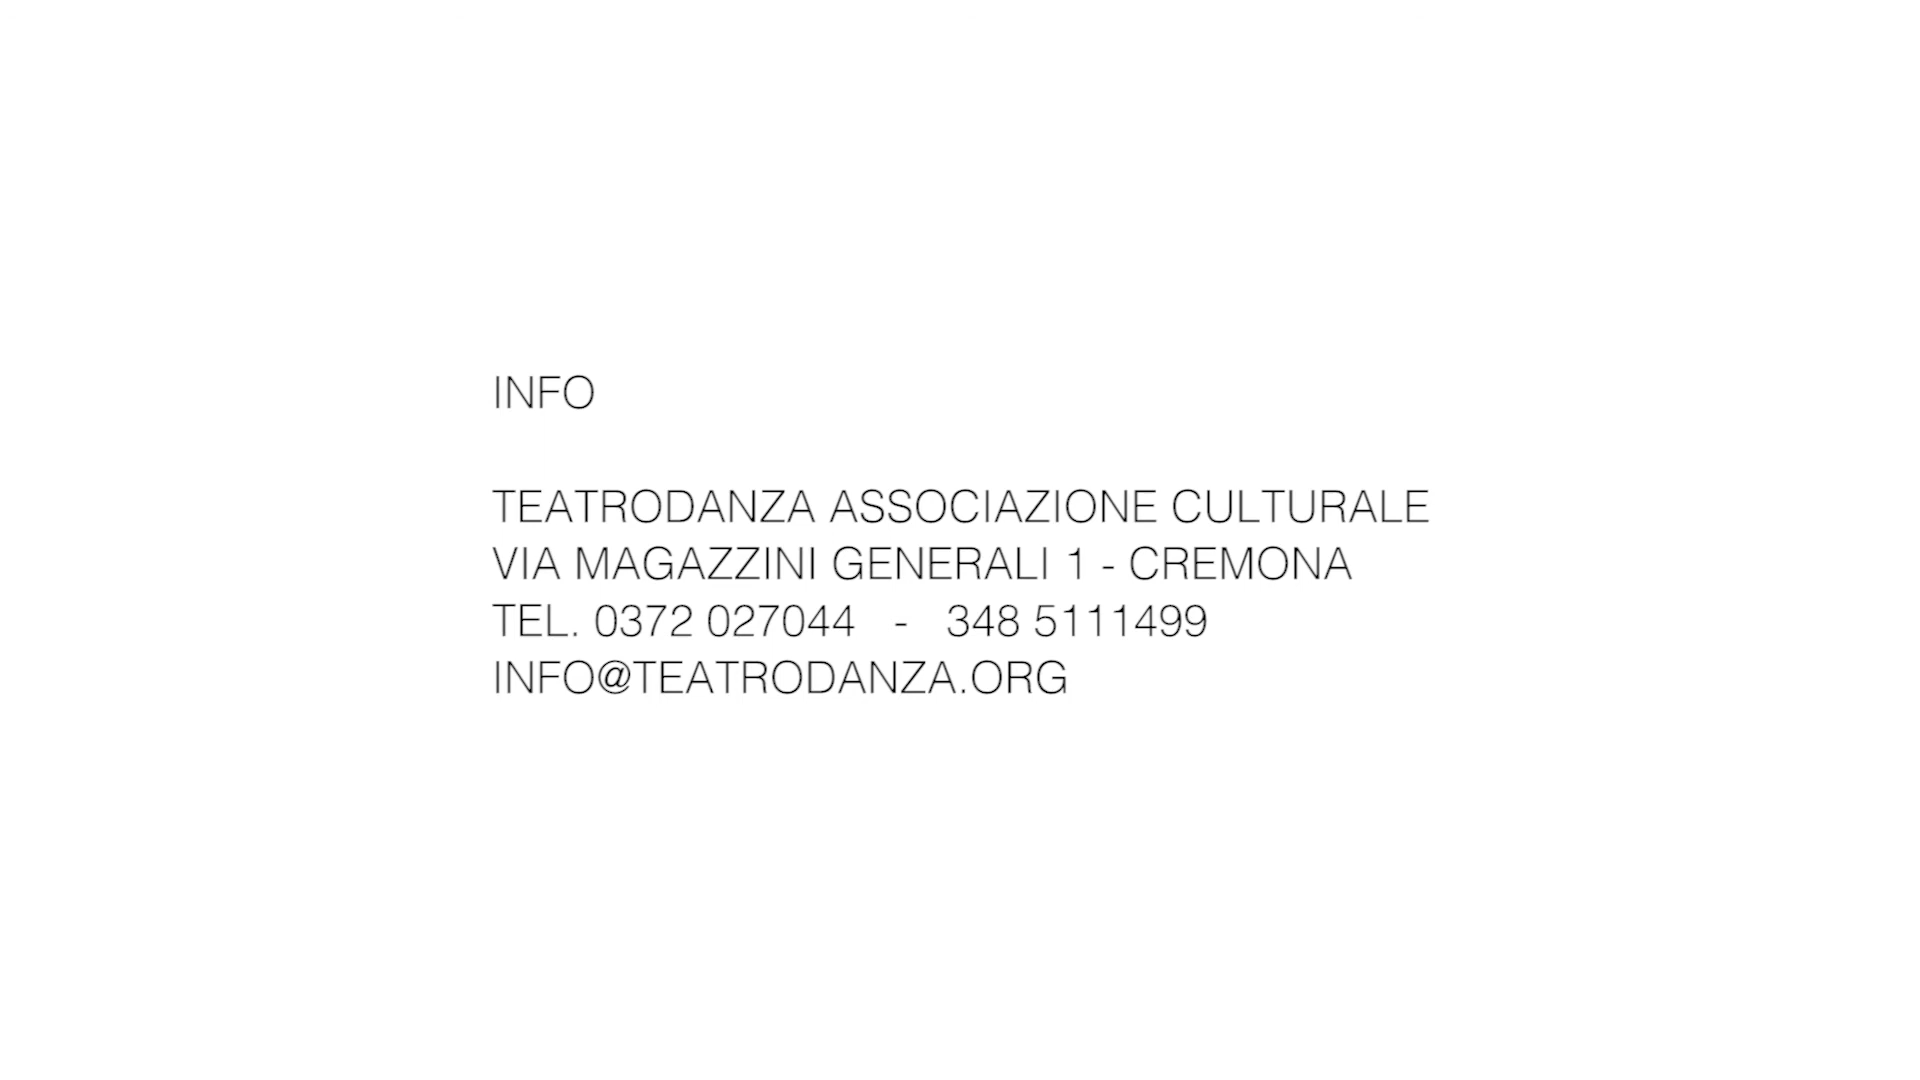 INFO
TEATRODANZA ASSOCIAZIONE CULTURALE
VIA MAGAZZINI GENERALI 1 - CREMONA
TEL. 0372 027044 - 348 5111499
INFO@TEATRODANZA.ORG